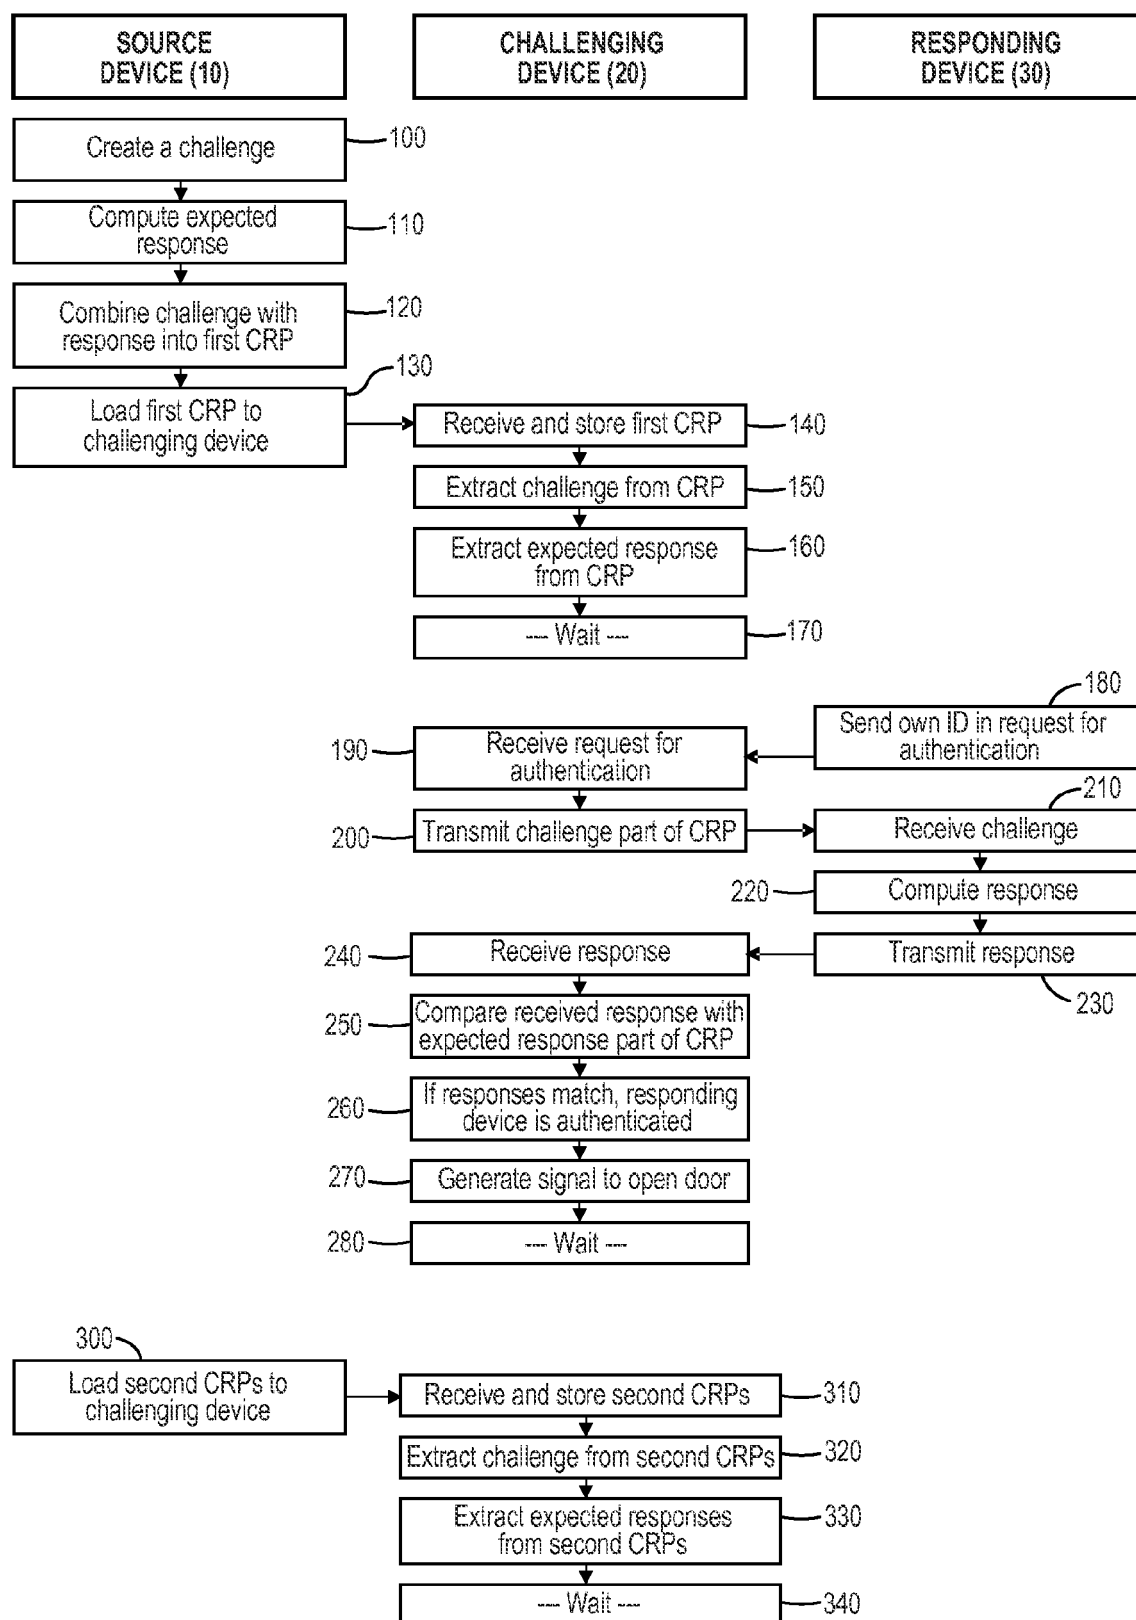 SOURCE
DEVICE (10)
CHALLENGING
DEVICE (20)
RESPONDING
DEVICE (30)
Create a challenge
100
Compute expected
response
110
Combine challenge with
response into first CRP
120
130
Load first CRP to
challenging device
Receive and store first CRP
140
Extract challenge from CRP
150
Extract expected response
from CRP
160
--- Wait ---
170
180
Send own ID in request for
authentication
190
Receive request for
authentication
210
200
Transmit challenge part of CRP
Receive challenge
220
Compute response
240
Receive response
Transmit response
230
250
Compare received response with
expected response part of CRP
260
If responses match, responding
device is authenticated
270
Generate signal to open door
280
--- Wait ---
300
Load second CRPs to
challenging device
Receive and store second CRPs
310
Extract challenge from second CRPs
320
Extract expected responses
from second CRPs
330
--- Wait ---
340